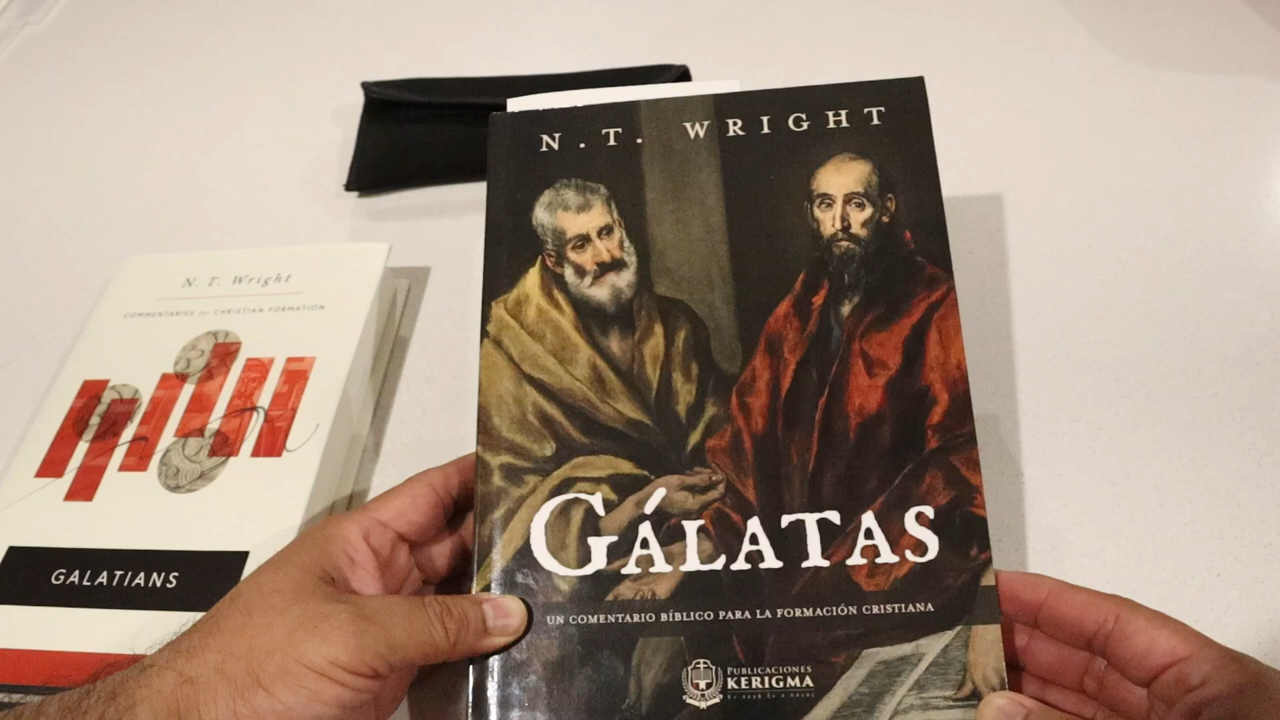 N. T. WRIGHT
GÁLATAS
UN COMENTARIO BÍBLICO PARA LA FORMACIÓN CRISTIANA
PUBLICACIONES
KERIGMA
N. T. Wright
COMMENTARIES for CHRISTIAN FORMATION
GALATIANS